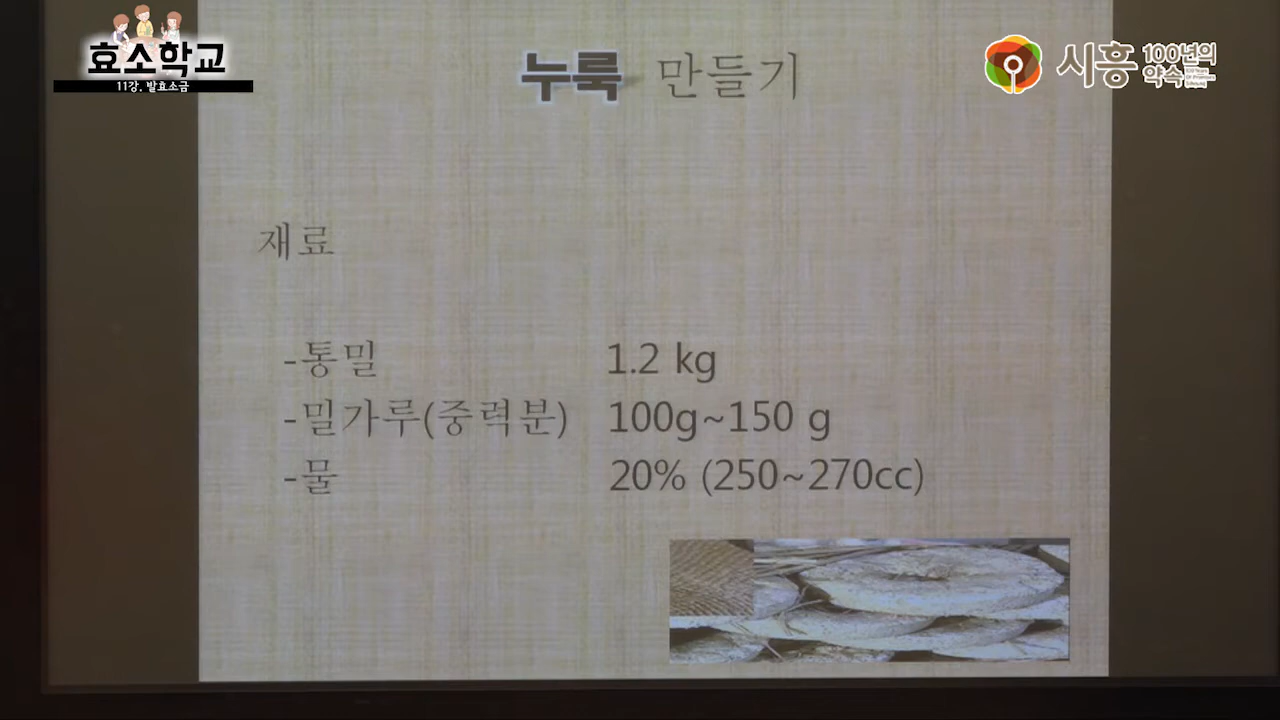 효소학교
11강. 발효소금
시흥 100년의
약속
누룩 만들기
재료
-통밀 1.2 kg
-밀가루(중력분) 100g~150 g
-물 20% (250~270cc)